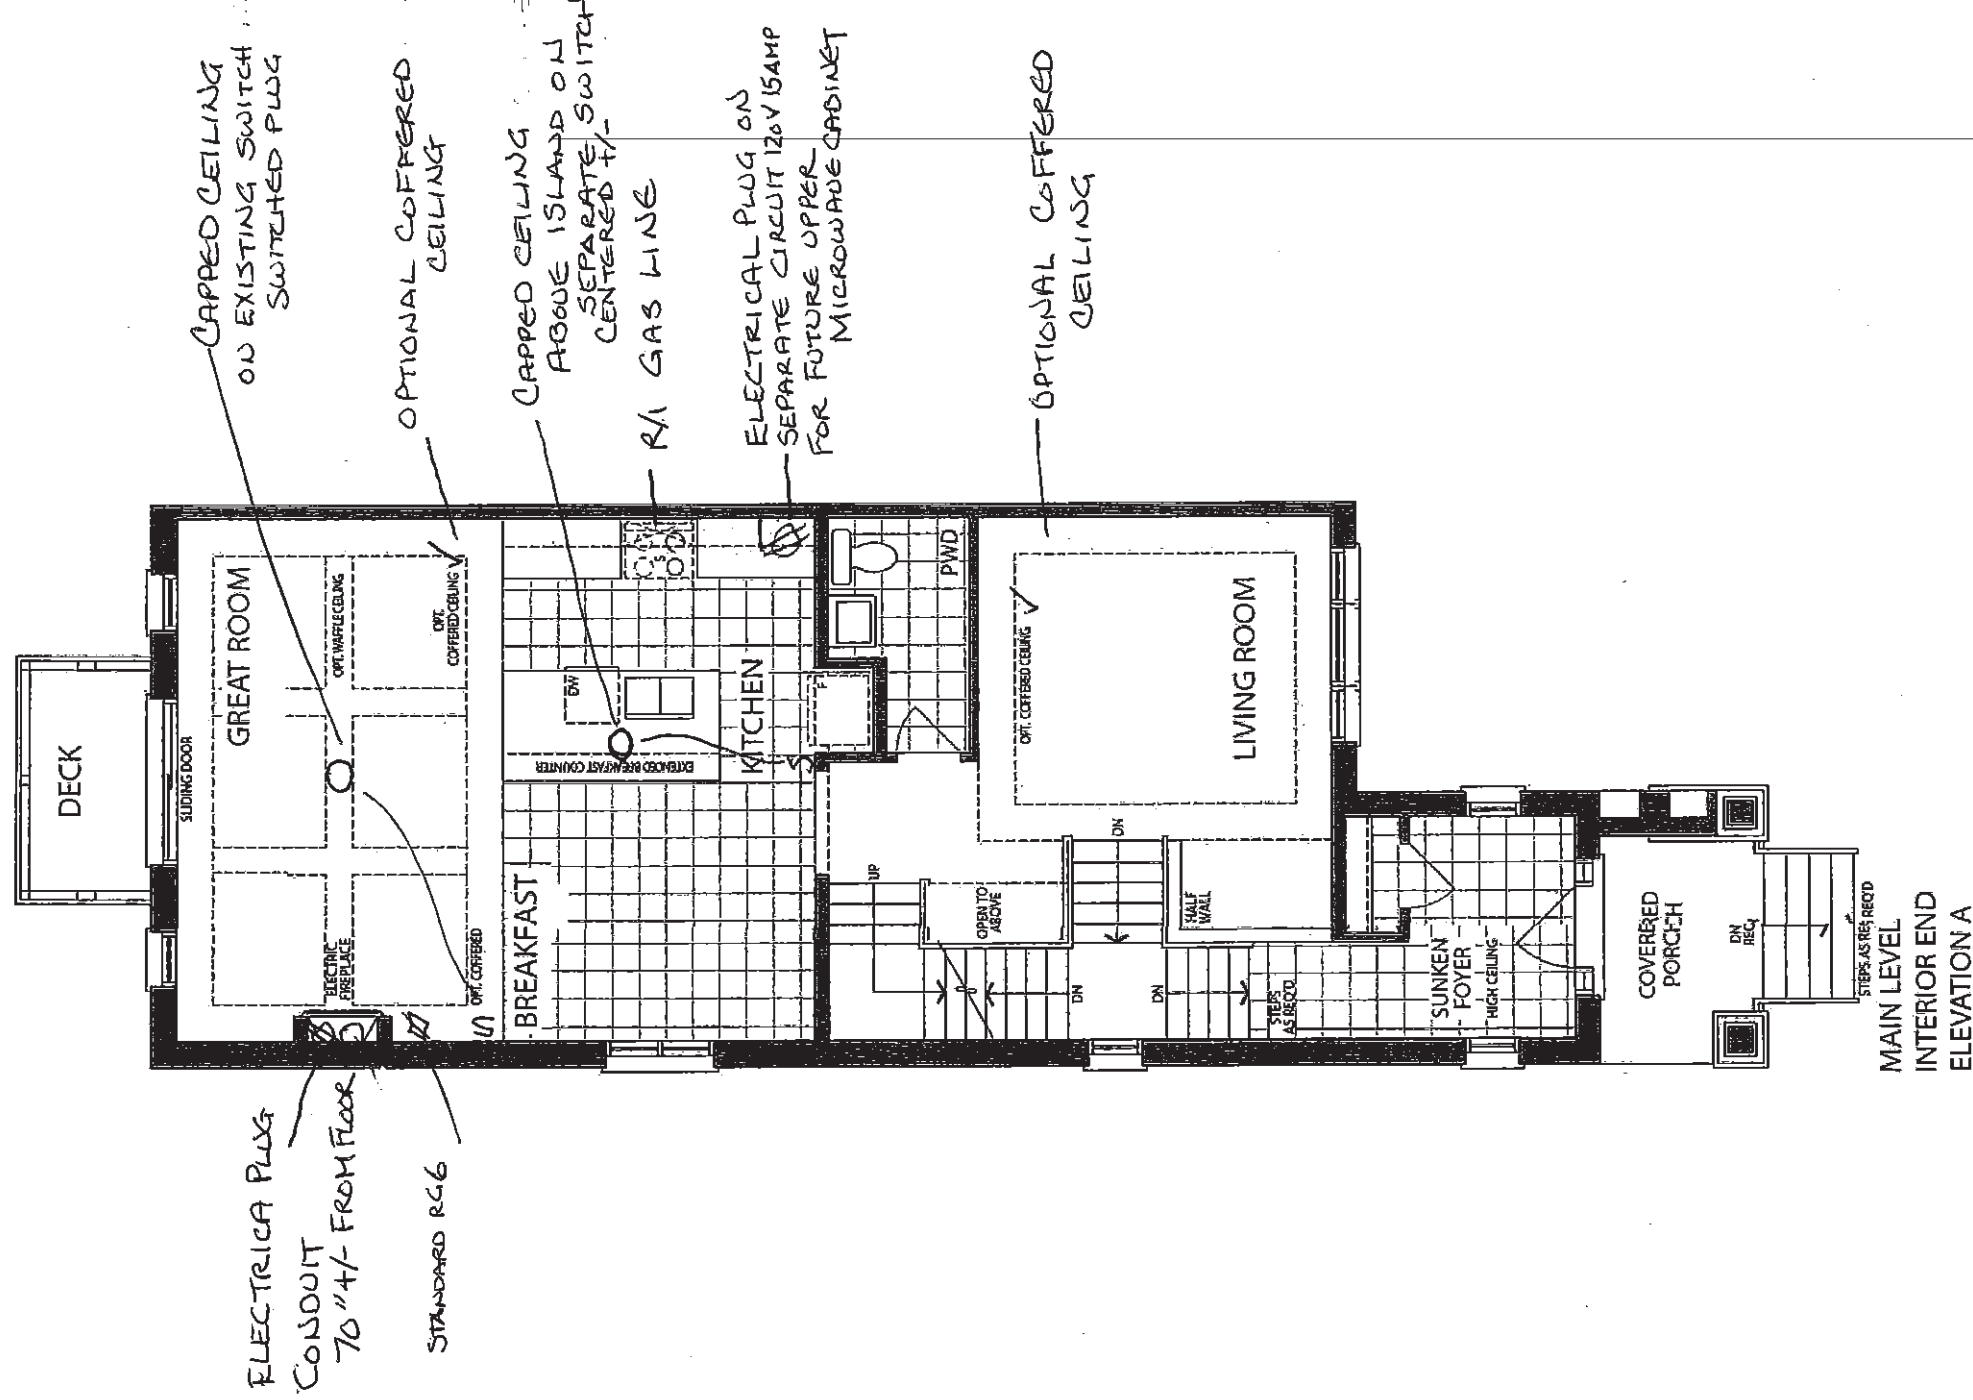 CAPPED CEILING
ON EXISTING SWITCH
SWITCHED PLUG
OPTIONAL COFFERED
CEILING
CAPPED CEILING
ABOVE ISLAND ON
SEPARATE SWITCH
CENTERED +/-
R/I GAS LINE
ELECTRICAL PLUG ON
SEPARATE CIRCUIT 120V 15AMP
FOR FUTURE UPPER
MICROWAVE CABINET
OPTIONAL COFFERED
CEILING
DECK
SLIDING DOOR
GREAT ROOM
OPT. WAFFLE CEILING
OPT.
COFFERED CEILING
ELECTRIC
FIREPLACE
OPT. COFFERED
BREAKFAST
DW
EXTENDED BREAKFAST COUNTER
KITCHEN
S
F
PWD
UP
OPEN TO
ABOVE
DN
DN
DN
HALF
WALL
OPT. COFFERED CEILING
LIVING ROOM
STEPS
AS REQ'D
SUNKEN
FOYER
HIGH CEILING
COVERED
PORCH
DN
REG.
STEPS AS REG. REQ'D
MAIN LEVEL
INTERIOR END
ELEVATION A
ELECTRICA PLUG
CONDUIT
70" +/- FROM FLOOR
STANDARD RG6